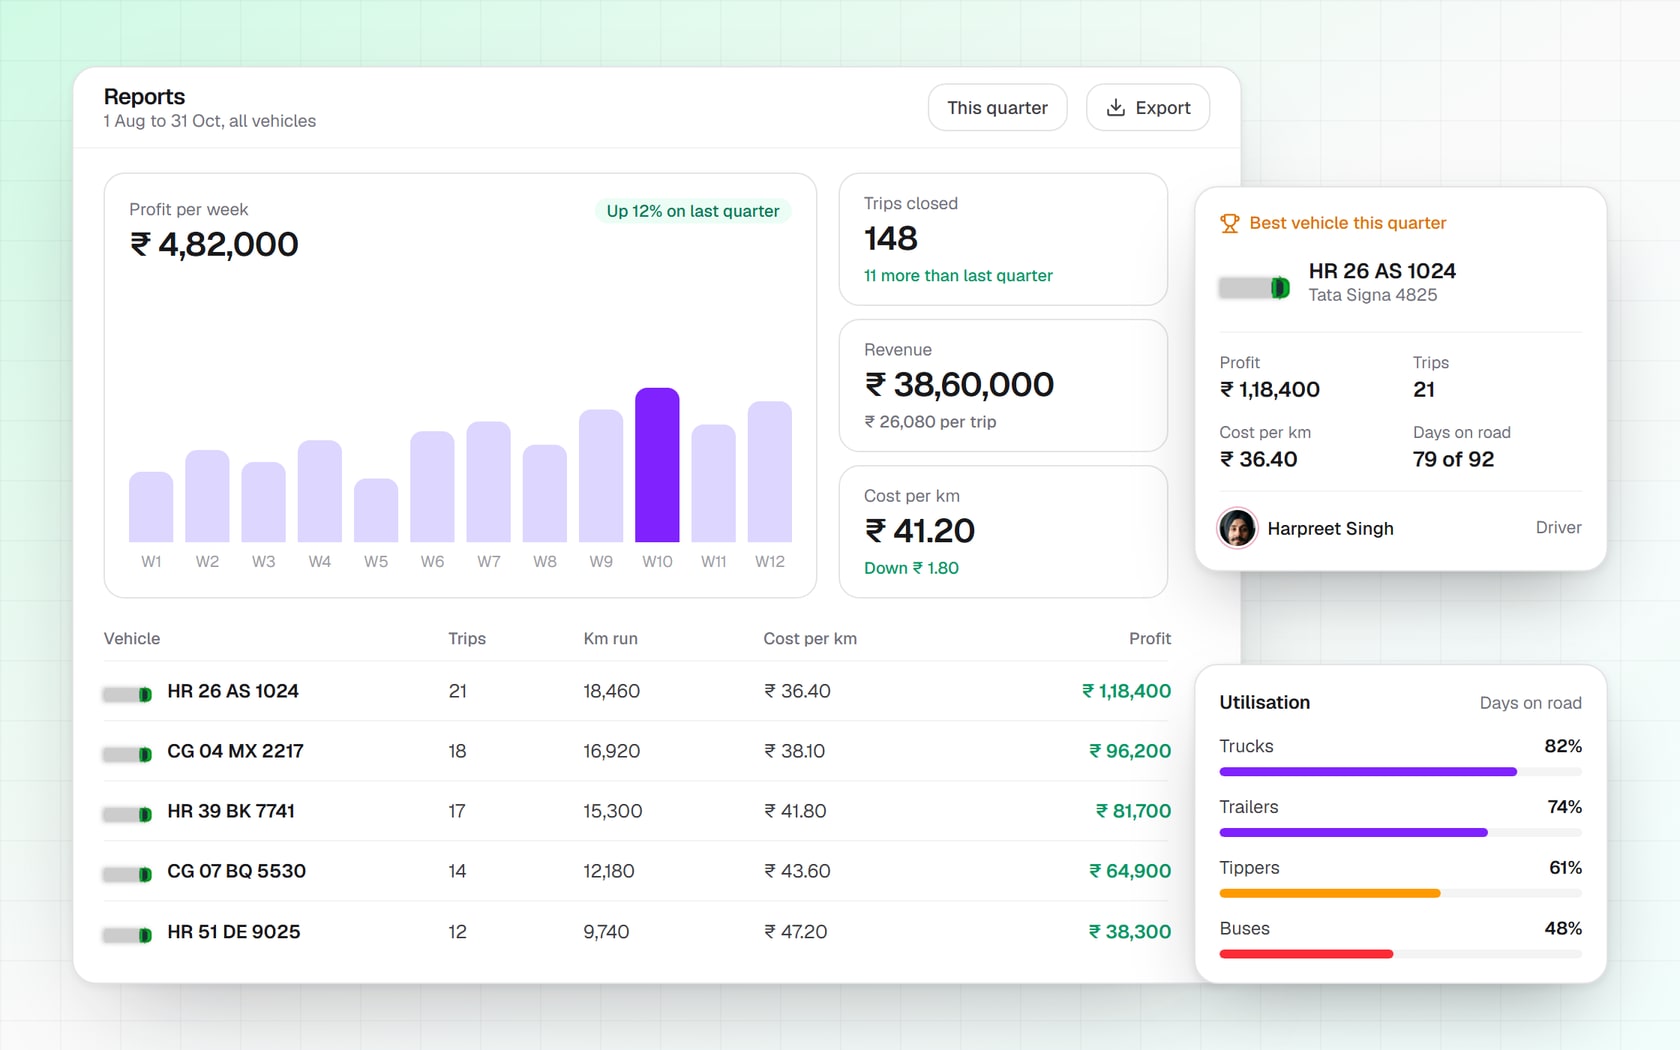 Reports
1 Aug to 31 Oct, all vehicles
This quarter
Export
Profit per week
₹ 4,82,000
Up 12% on last quarter
W1 W2 W3 W4 W5 W6 W7 W8 W9 W10 W11 W12
Trips closed
148
11 more than last quarter
Revenue
₹ 38,60,000
₹ 26,080 per trip
Cost per km
₹ 41.20
Down ₹ 1.80
Vehicle Trips Km run Cost per km Profit
HR 26 AS 1024 21 18,460 ₹ 36.40 ₹ 1,18,400
CG 04 MX 2217 18 16,920 ₹ 38.10 ₹ 96,200
HR 39 BK 7741 17 15,300 ₹ 41.80 ₹ 81,700
CG 07 BQ 5530 14 12,180 ₹ 43.60 ₹ 64,900
HR 51 DE 9025 12 9,740 ₹ 47.20 ₹ 38,300
Best vehicle this quarter
HR 26 AS 1024
Tata Signa 4825
Profit Trips
₹ 1,18,400 21
Cost per km Days on road
₹ 36.40 79 of 92
Harpreet Singh Driver
Utilisation Days on road
Trucks 82%
Trailers 74%
Tippers 61%
Buses 48%